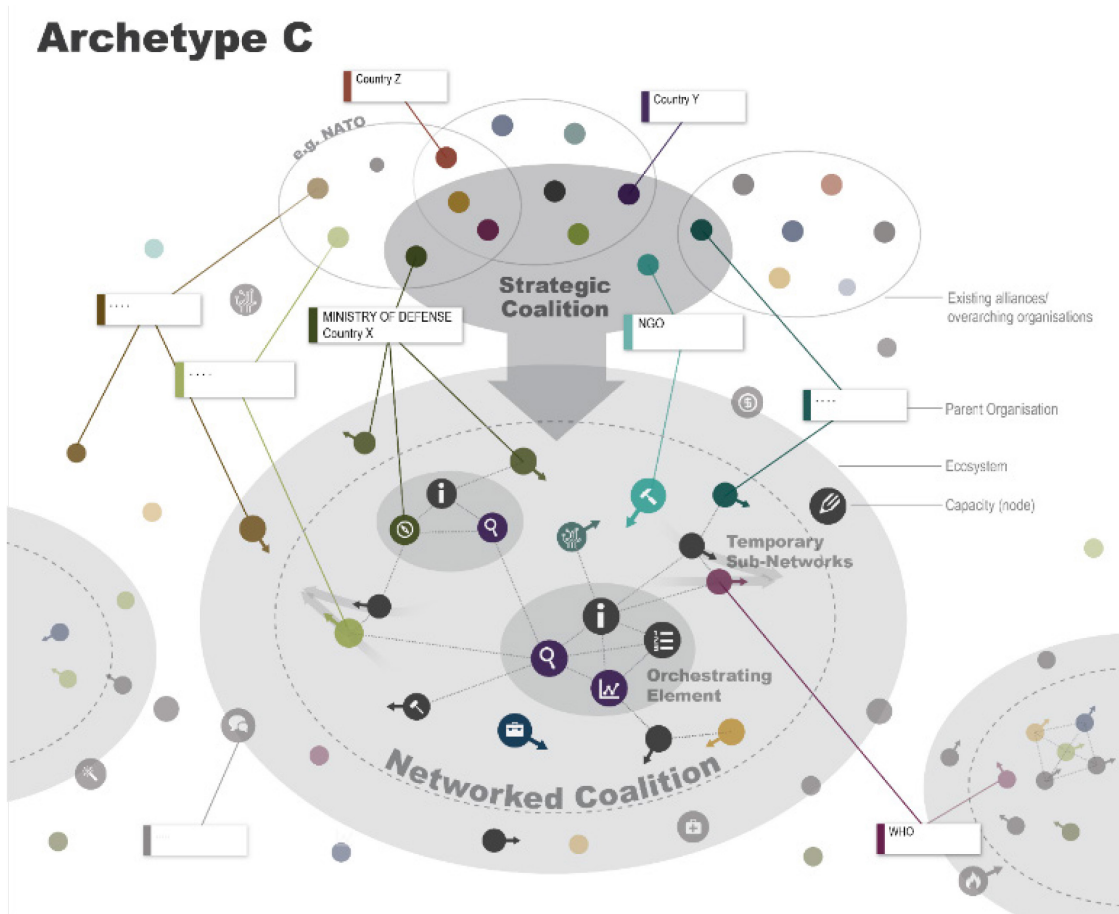 Archetype C
Country Z
Country Y
e.g. NATO
Strategic
Coalition
Existing alliances/
overarching organisations
....
MINISTRY OF DEFENSE
Country X
NGO
....
....
Parent Organisation
Ecosystem
Capacity (node)
Temporary
Sub-Networks
Orchestrating
Element
Networked Coalition
WHO